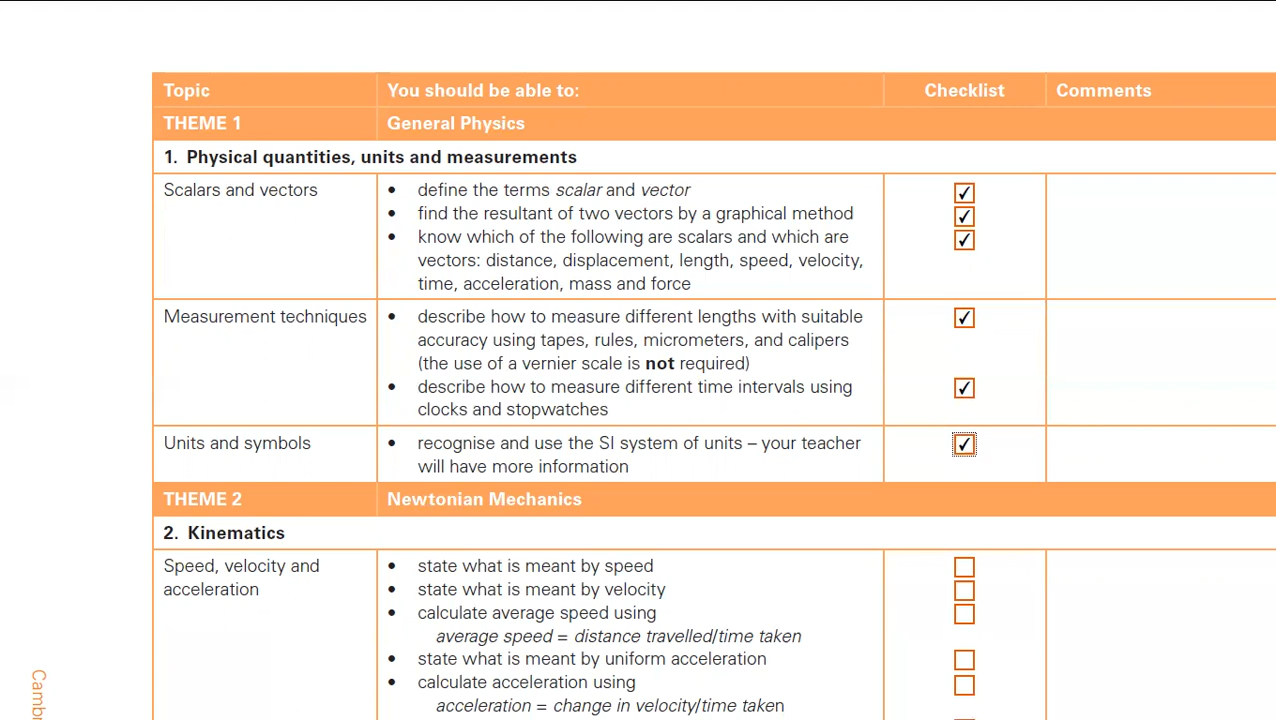 Topic You should be able to: Checklist Comments
THEME 1 General Physics
1. Physical quantities, units and measurements
Scalars and vectors • define the terms scalar and vector ✓
• find the resultant of two vectors by a graphical method ✓
• know which of the following are scalars and which are ✓
vectors: distance, displacement, length, speed, velocity,
time, acceleration, mass and force
Measurement techniques • describe how to measure different lengths with suitable ✓
accuracy using tapes, rules, micrometers, and calipers
(the use of a vernier scale is not required)
• describe how to measure different time intervals using ✓
clocks and stopwatches
Units and symbols • recognise and use the SI system of units – your teacher ✓
will have more information
THEME 2 Newtonian Mechanics
2. Kinematics
Speed, velocity and • state what is meant by speed
acceleration • state what is meant by velocity
• calculate average speed using
average speed = distance travelled/time taken
• state what is meant by uniform acceleration
• calculate acceleration using
acceleration = change in velocity/time taken